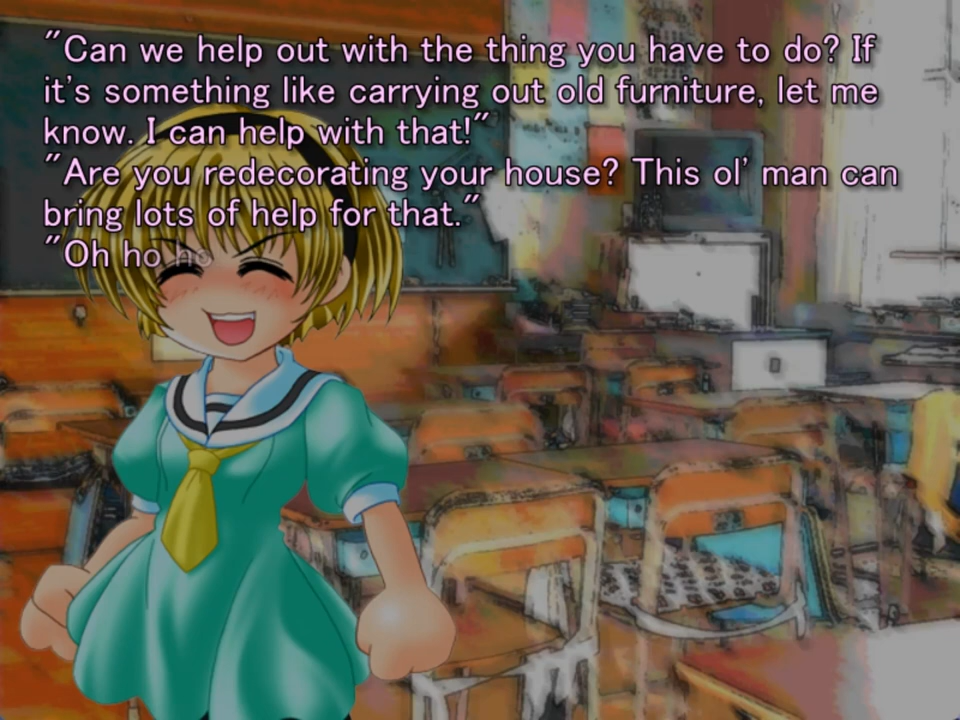 "Can we help out with the thing you have to do? If
it's something like carrying out old furniture, let me
know. I can help with that!"
"Are you redecorating your house? This ol' man can
bring lots of help for that."
"Oh ho ho